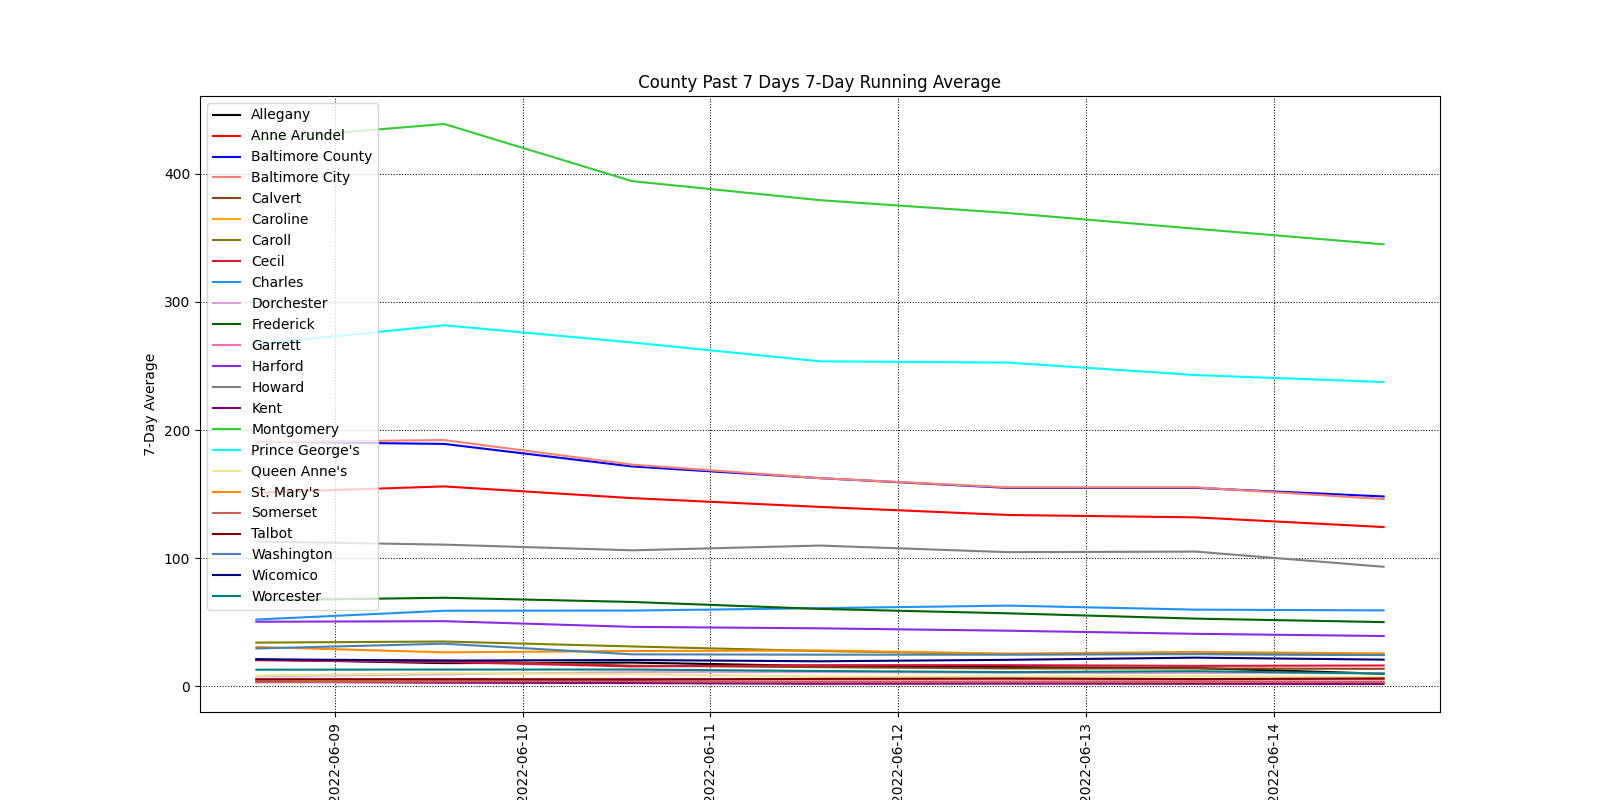 County Past 7 Days 7-Day Running Average
Allegany
Anne Arundel
Baltimore County
Baltimore City
Calvert
Caroline
Caroll
Cecil
Charles
Dorchester
Frederick
Garrett
Harford
Howard
Kent
Montgomery
Prince George's
Queen Anne's
St. Mary's
Somerset
Talbot
Washington
Wicomico
Worcester
7-Day Average
400
300
200
100
0
2022-06-09
2022-06-10
2022-06-11
2022-06-12
2022-06-13
2022-06-14